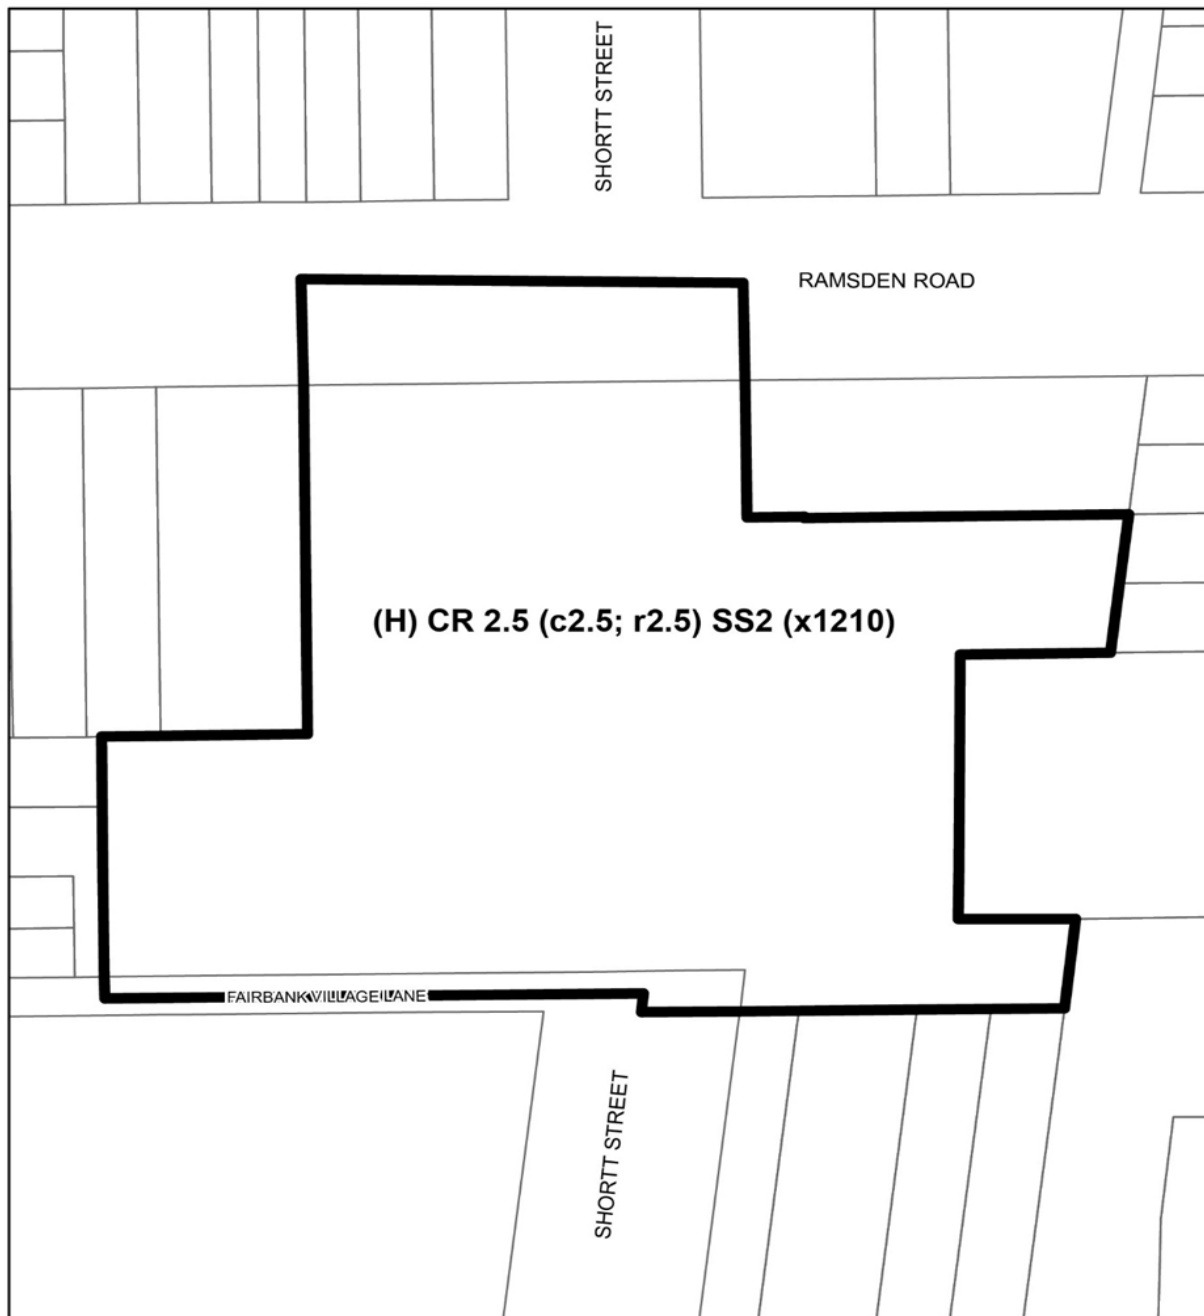 SHORTT STREET
RAMSDEN ROAD
(H) CR 2.5 (c2.5; r2.5) SS2 (x1210)
FAIRBANK VILLAGE LANE
SHORTT STREET